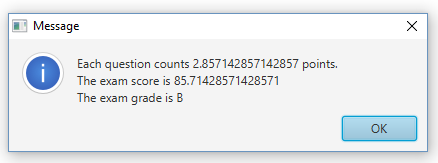 Message
Each question counts 2.857142857142857 points.
The exam score is 85.71428571428571
The exam grade is B
OK